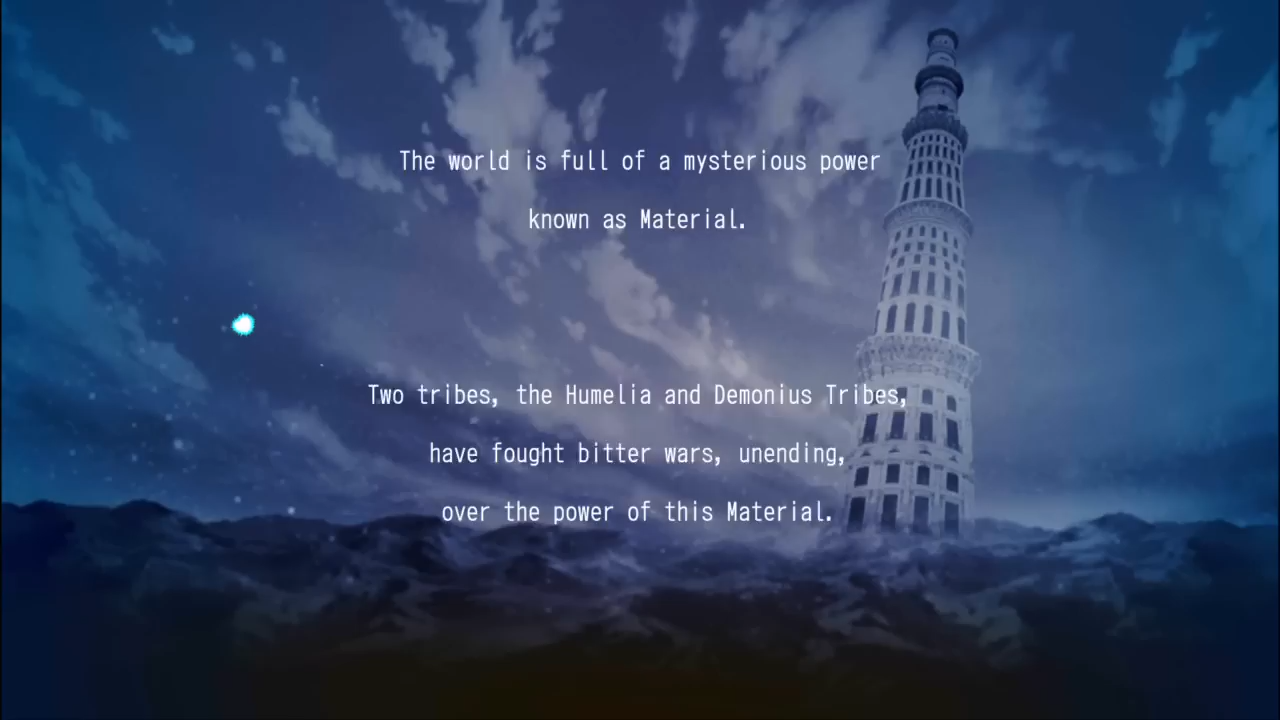 The world is full of a mysterious power
known as Material.
Two tribes, the Humelia and Demonius Tribes,
have fought bitter wars, unending,
over the power of this Material.